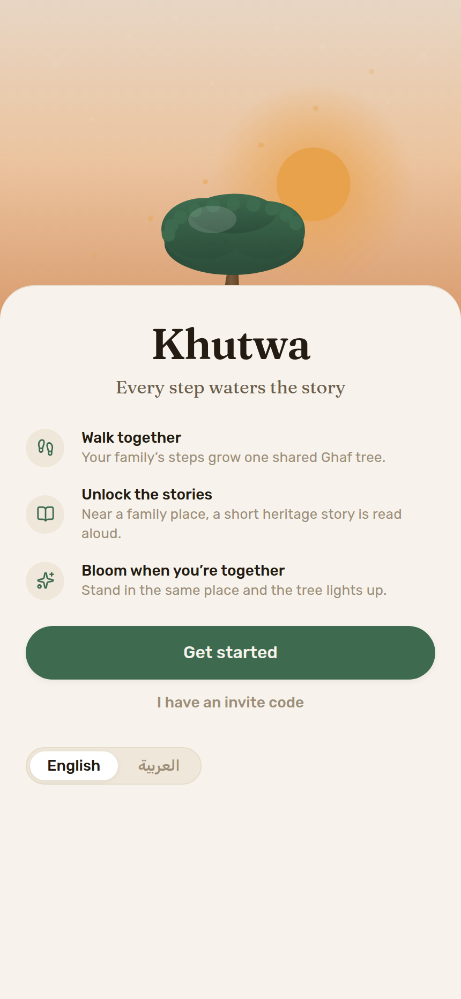 Khutwa
Every step waters the story
Walk together
Your family’s steps grow one shared Ghaf tree.
Unlock the stories
Near a family place, a short heritage story is read
aloud.
Bloom when you’re together
Stand in the same place and the tree lights up.
Get started
I have an invite code
English العربية